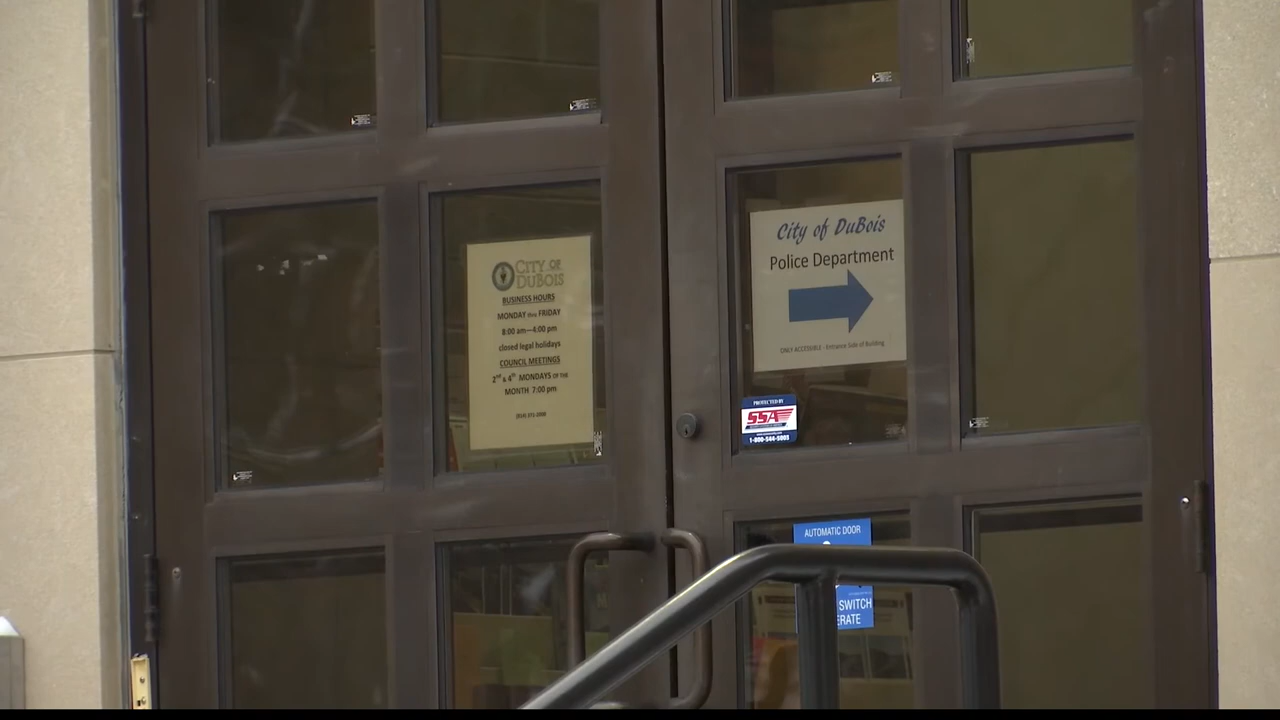 CITY OF
DUBOIS
BUSINESS HOURS
MONDAY thru FRIDAY
8:00 am—4:00 pm
closed legal holidays
COUNCIL MEETINGS
2nd & 4th MONDAYS OF THE
MONTH 7:00 pm
City of DuBois
Police Department
ONLY ACCESSIBLE - Entrance Side of Building
PROTECTED BY
SSA
1-800-544-5003
AUTOMATIC DOOR
SWITCH
ERATE